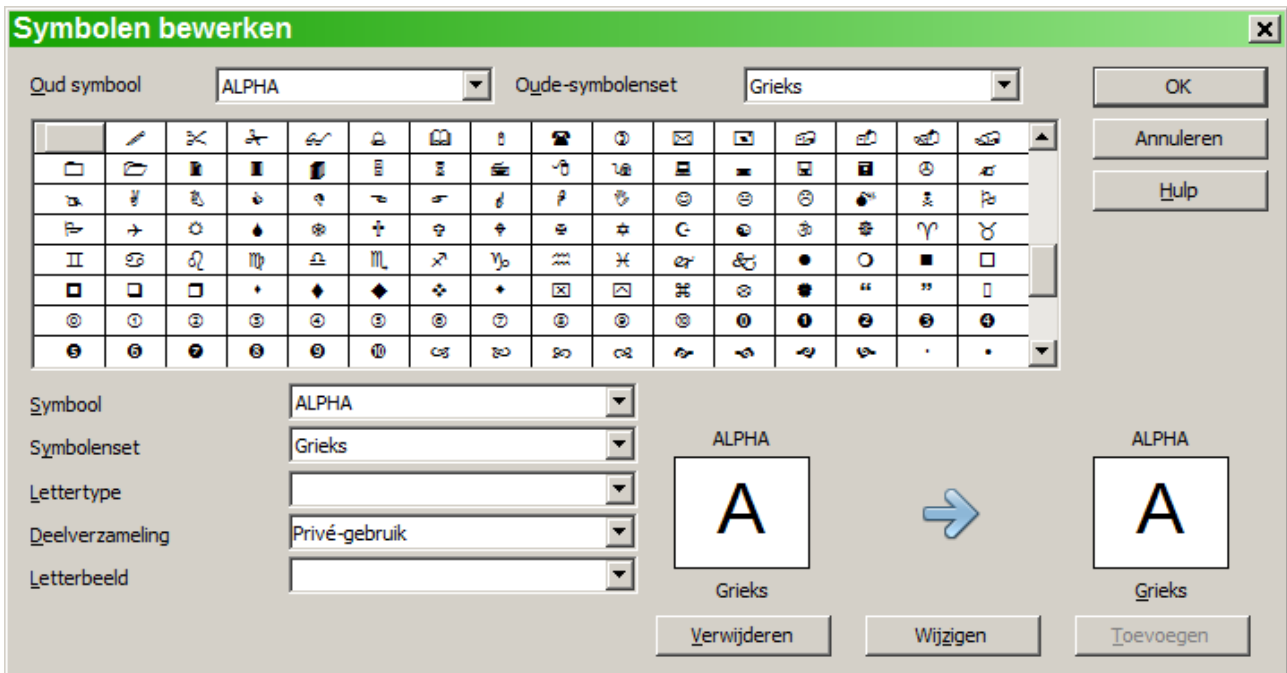 Symbolen bewerken
Oud symbool ALPHA Oude-symbolenset Grieks OK
Annuleren
Hulp
Symbool ALPHA
Symbolenset Grieks
Lettertype
Deelverzameling Privé-gebruik
Letterbeeld
ALPHA ALPHA
A A
Grieks Grieks
Verwijderen Wijzigen Toevoegen